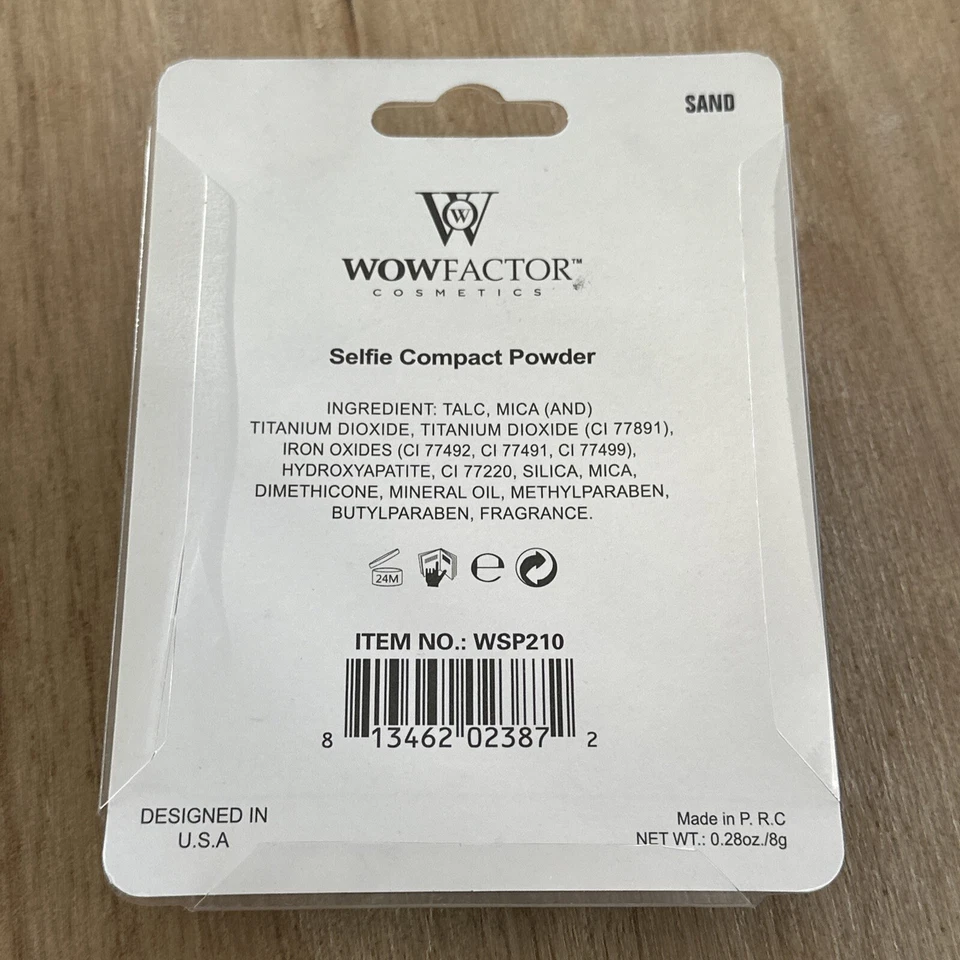 SAND
W
WOWFACTOR™
COSMETICS
Selfie Compact Powder
INGREDIENT: TALC, MICA (AND)
TITANIUM DIOXIDE, TITANIUM DIOXIDE (CI 77891),
IRON OXIDES (CI 77492, CI 77491, CI 77499),
HYDROXYAPATITE, CI 77220, SILICA, MICA,
DIMETHICONE, MINERAL OIL, METHYLPARABEN,
BUTYLPARABEN, FRAGRANCE.
24M ℮
ITEM NO.: WSP210
8 13462 02387 2
DESIGNED IN
U.S.A
Made in P. R.C
NET WT.: 0.28oz./8g